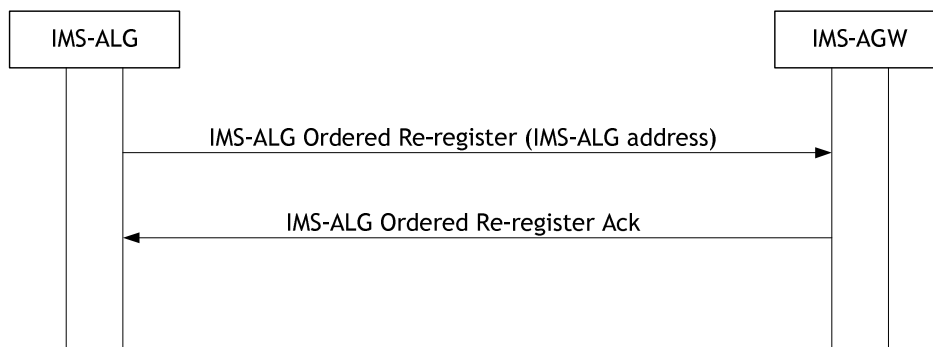 IMS-ALG
IMS-AGW
IMS-ALG Ordered Re-register (IMS-ALG address)
IMS-ALG Ordered Re-register Ack